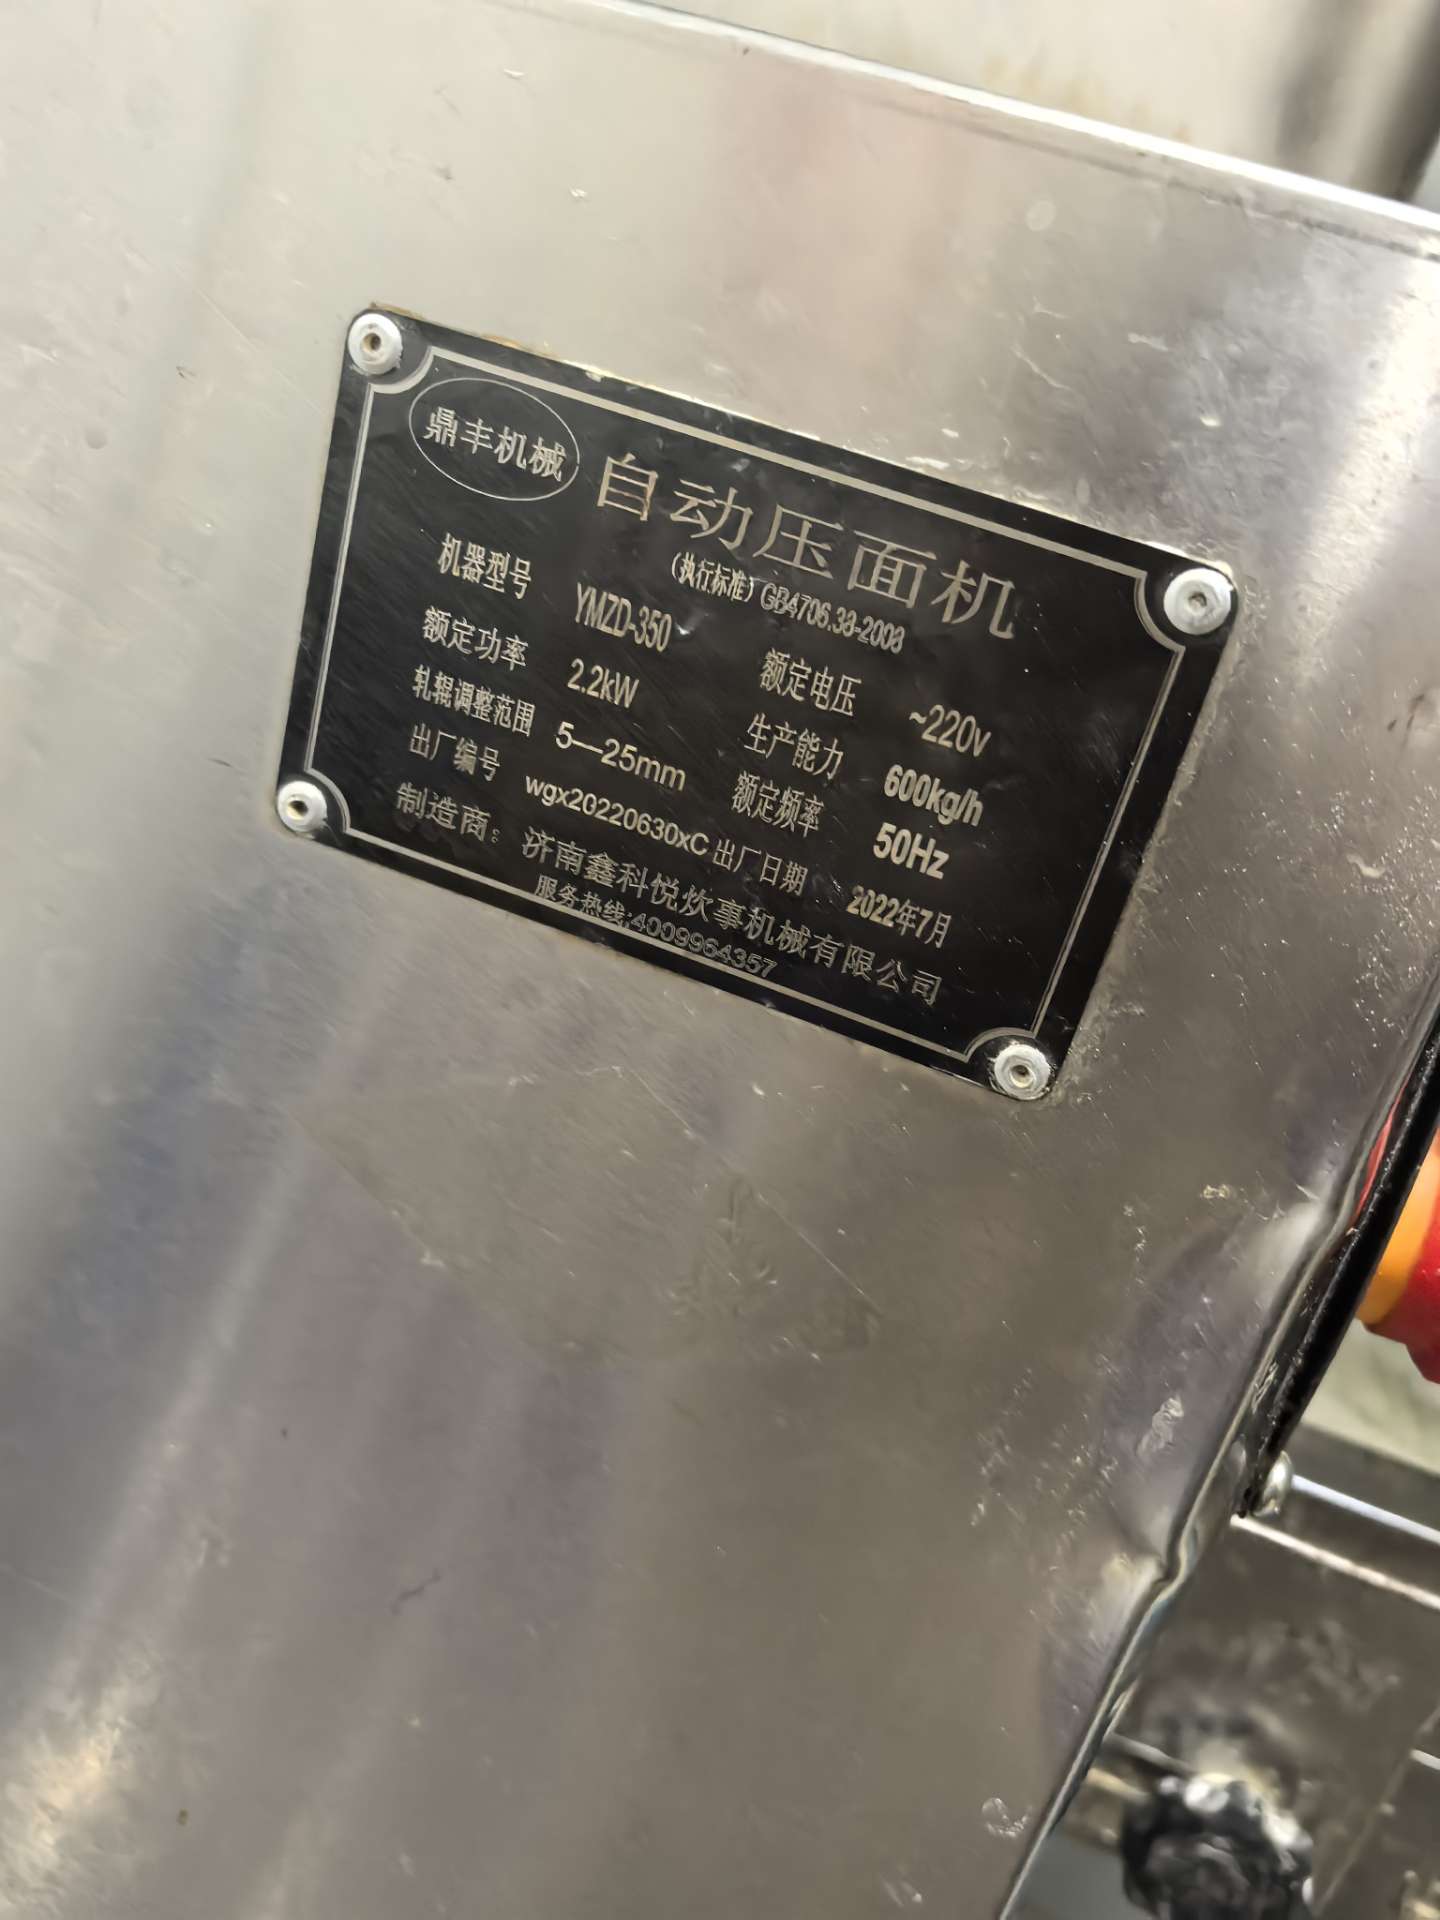 鼎丰机械
自动压面机
(执行标准) GB4706.38-2008
机器型号 YMZD-350 额定电压 ~220v
额定功率 2.2kW 生产能力 600kg/h
轧辊调整范围 5—25mm 额定频率 50Hz
出厂编号 wgx20220630xC 出厂日期 2022年7月
制造商: 济南鑫科悦炊事机械有限公司
服务热线:4009964357